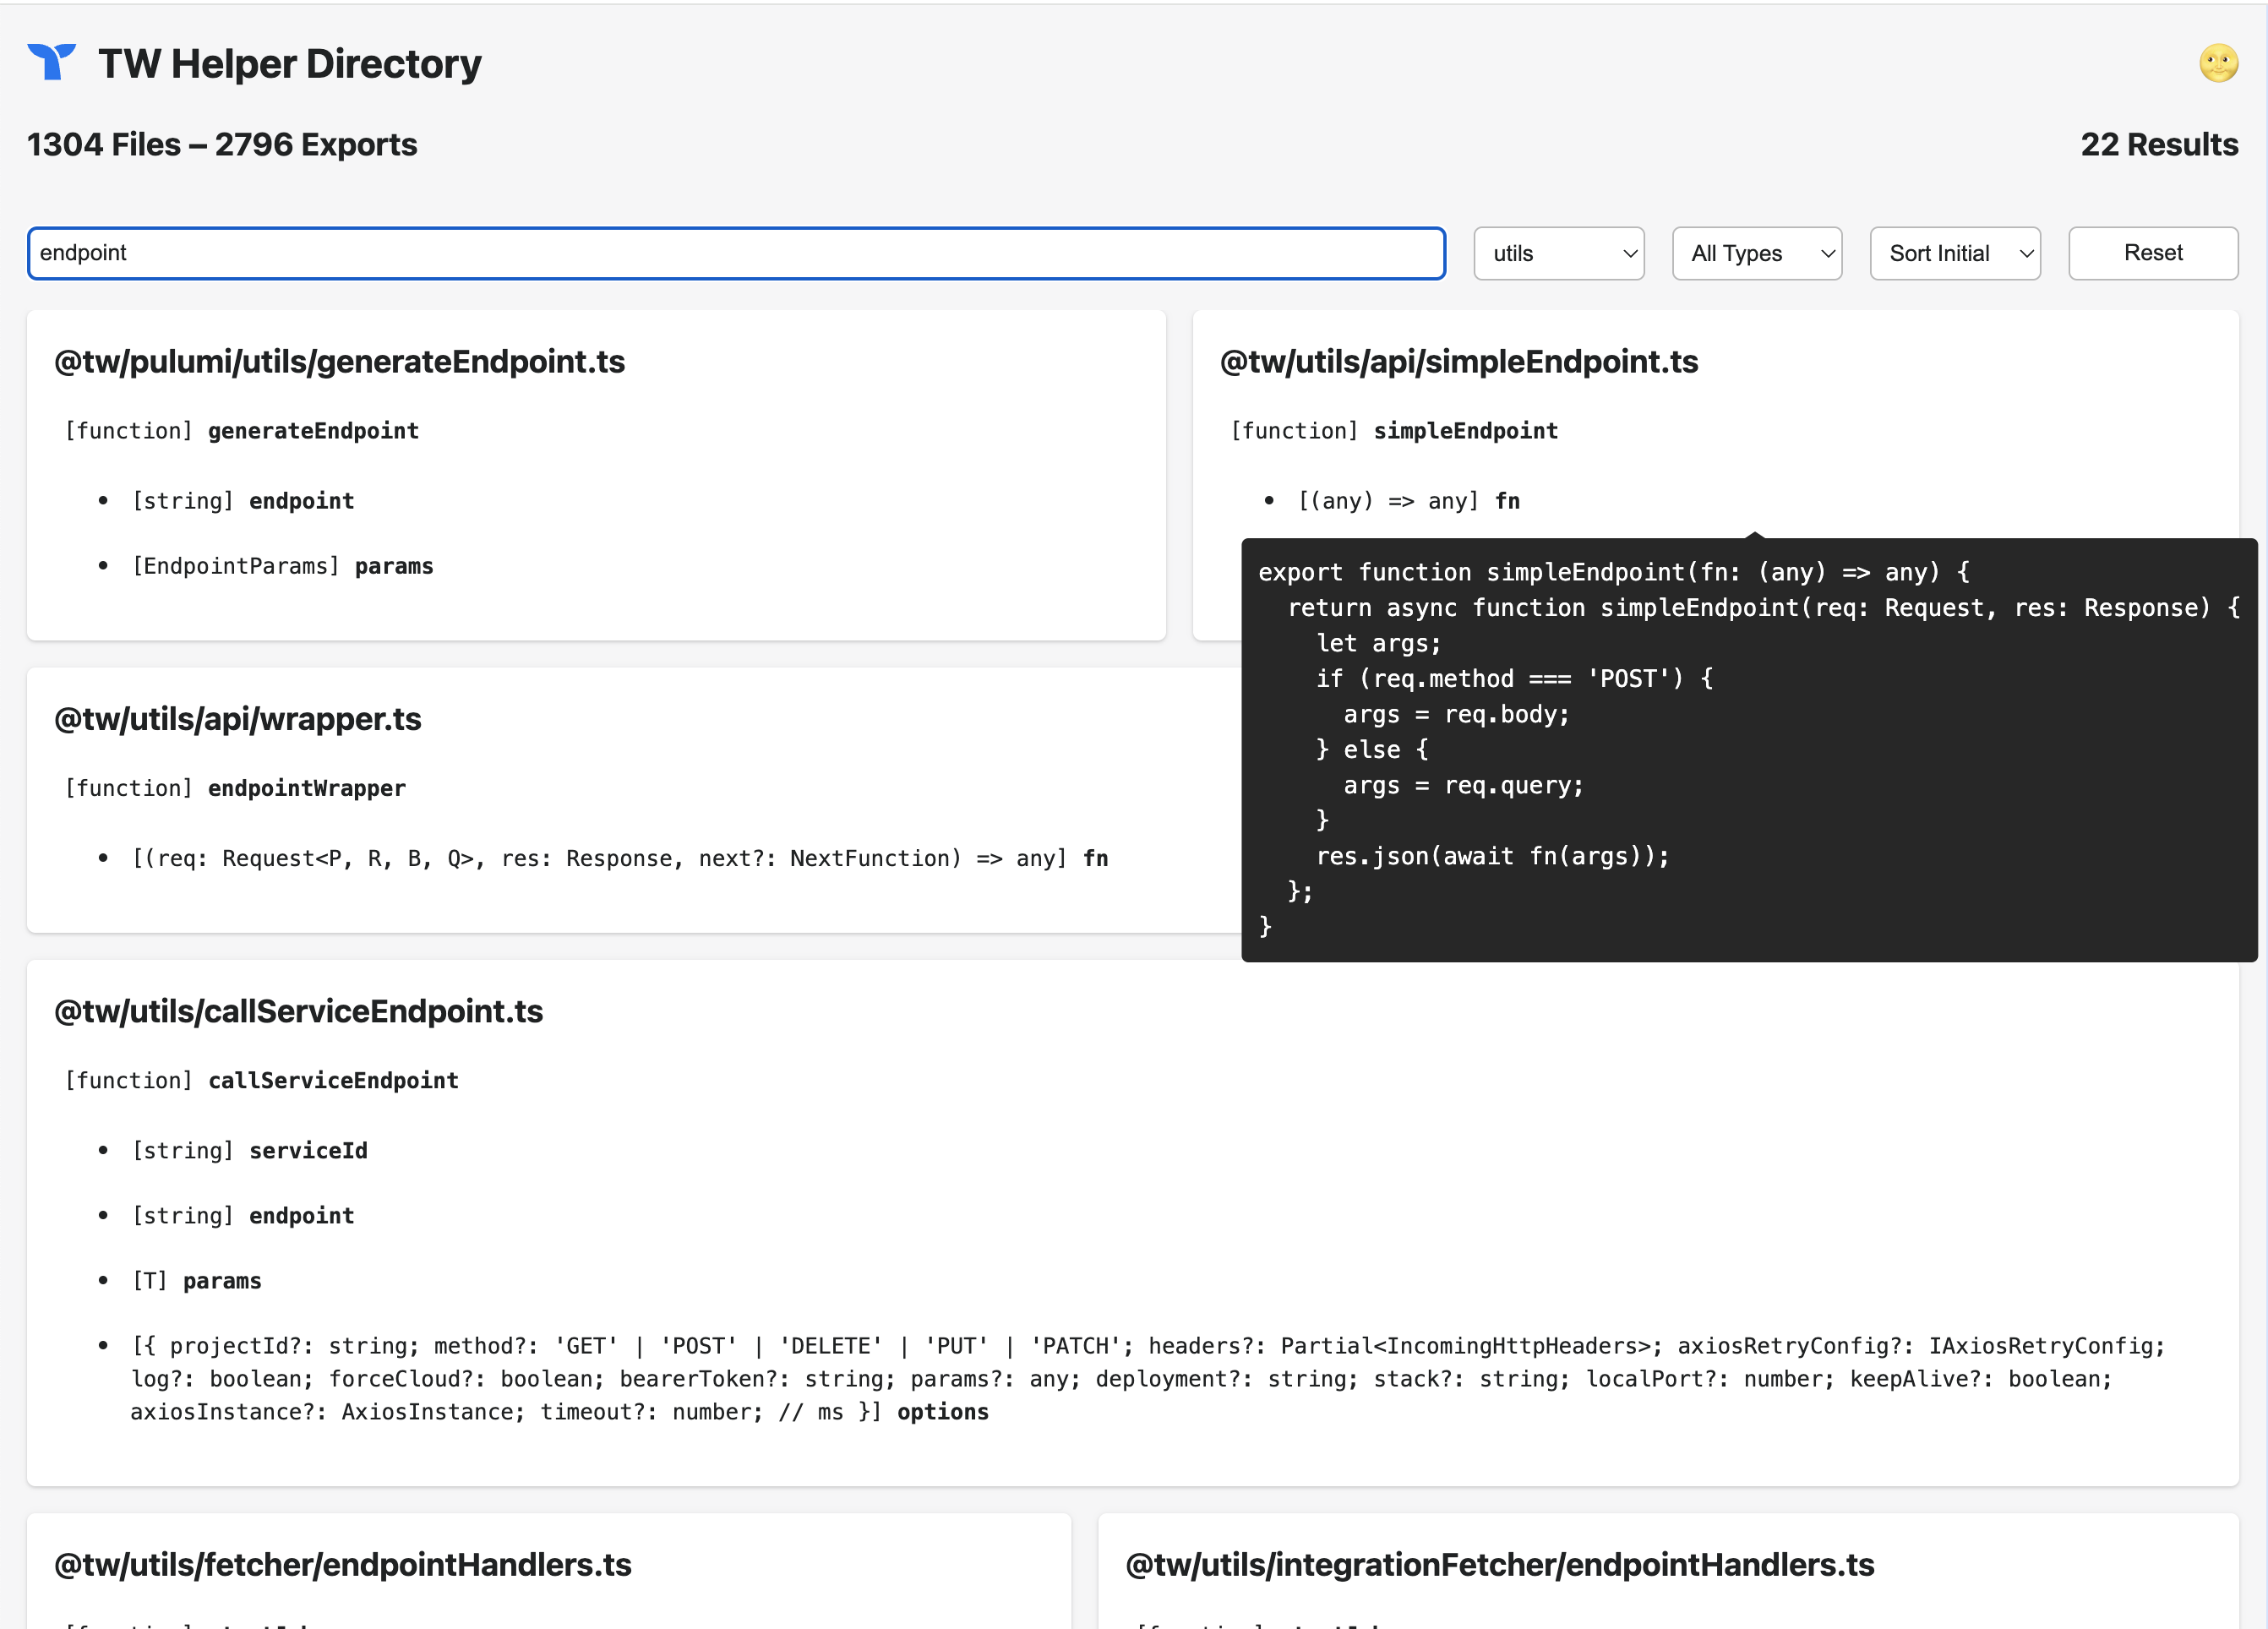 TW Helper Directory
1304 Files – 2796 Exports
22 Results
endpoint
utils
All Types
Sort Initial
Reset
@tw/pulumi/utils/generateEndpoint.ts
[function] generateEndpoint
• [string] endpoint
• [EndpointParams] params
@tw/utils/api/simpleEndpoint.ts
[function] simpleEndpoint
• [(any) => any] fn
export function simpleEndpoint(fn: (any) => any) {
  return async function simpleEndpoint(req: Request, res: Response) {
    let args;
    if (req.method === 'POST') {
      args = req.body;
    } else {
      args = req.query;
    }
    res.json(await fn(args));
  };
}
@tw/utils/api/wrapper.ts
[function] endpointWrapper
• [(req: Request<P, R, B, Q>, res: Response, next?: NextFunction) => any] fn
@tw/utils/callServiceEndpoint.ts
[function] callServiceEndpoint
• [string] serviceId
• [string] endpoint
• [T] params
• [{ projectId?: string; method?: 'GET' | 'POST' | 'DELETE' | 'PUT' | 'PATCH'; headers?: Partial<IncomingHttpHeaders>; axiosRetryConfig?: IAxiosRetryConfig;
log?: boolean; forceCloud?: boolean; bearerToken?: string; params?: any; deployment?: string; stack?: string; localPort?: number; keepAlive?: boolean;
axiosInstance?: AxiosInstance; timeout?: number; // ms }] options
@tw/utils/fetcher/endpointHandlers.ts
@tw/utils/integrationFetcher/endpointHandlers.ts